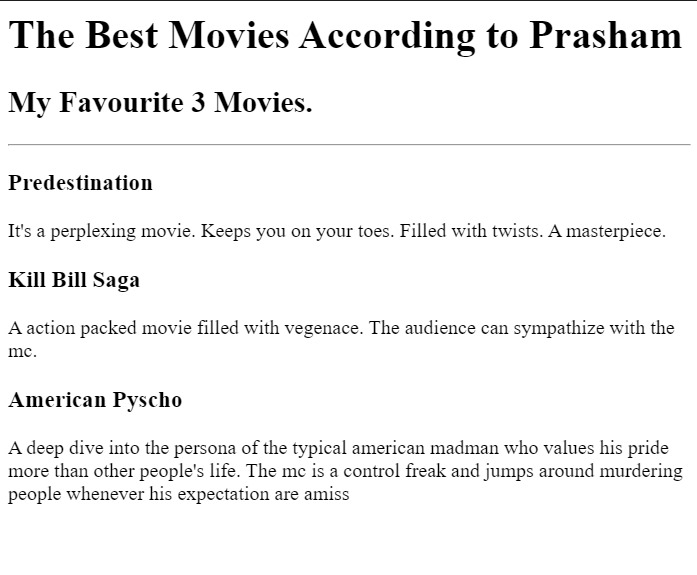 The Best Movies According to Prasham
My Favourite 3 Movies.
Predestination
It's a perplexing movie. Keeps you on your toes. Filled with twists. A masterpiece.
Kill Bill Saga
A action packed movie filled with vegenace. The audience can sympathize with the
mc.
American Pyscho
A deep dive into the persona of the typical american madman who values his pride
more than other people's life. The mc is a control freak and jumps around murdering
people whenever his expectation are amiss